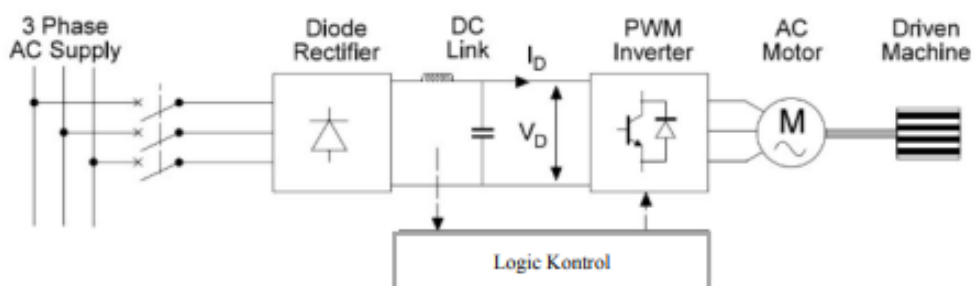 3 Phase
AC Supply
Diode
Rectifier
DC
Link
I_D
PWM
Inverter
AC
Motor
Driven
Machine
V_D
M
Logic Kontrol